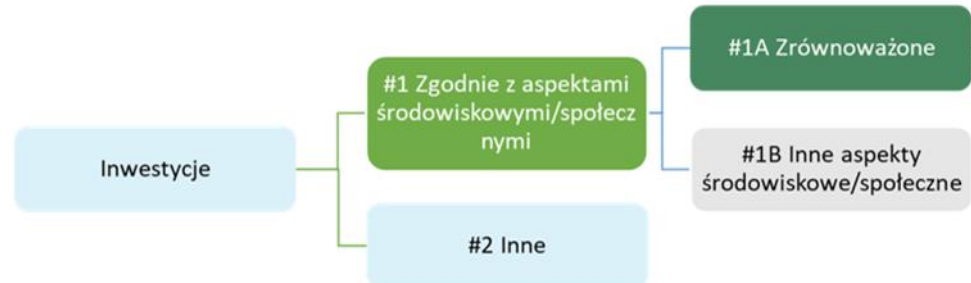 Inwestycje
#1 Zgodnie z aspektami
środowiskowymi/społecz
nymi
#2 Inne
#1A Zrównoważone
#1B Inne aspekty
środowiskowe/społeczne